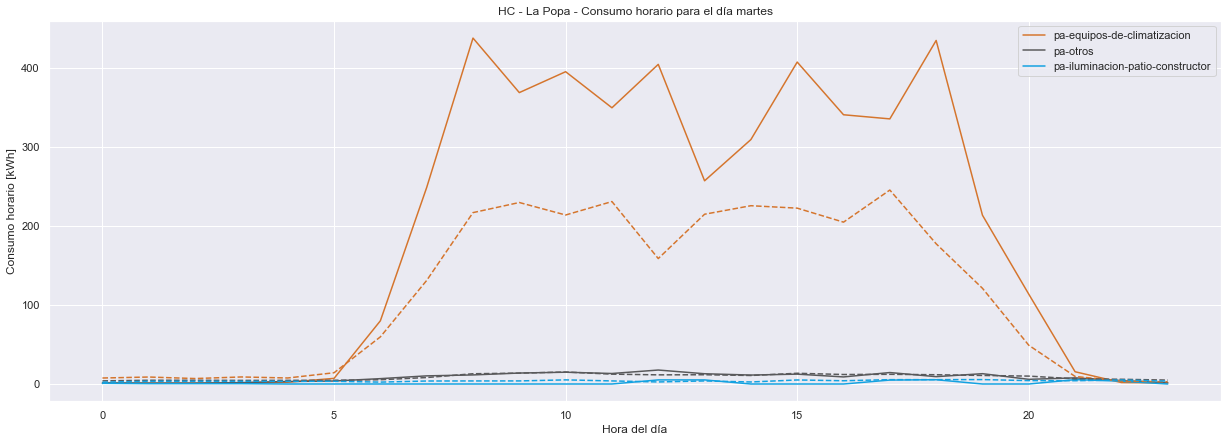 HC - La Popa - Consumo horario para el día martes
pa-equipos-de-climatizacion
pa-otros
pa-iluminacion-patio-constructor
Consumo horario [kWh]
400
300
200
100
0
0 5 10 15 20
Hora del día